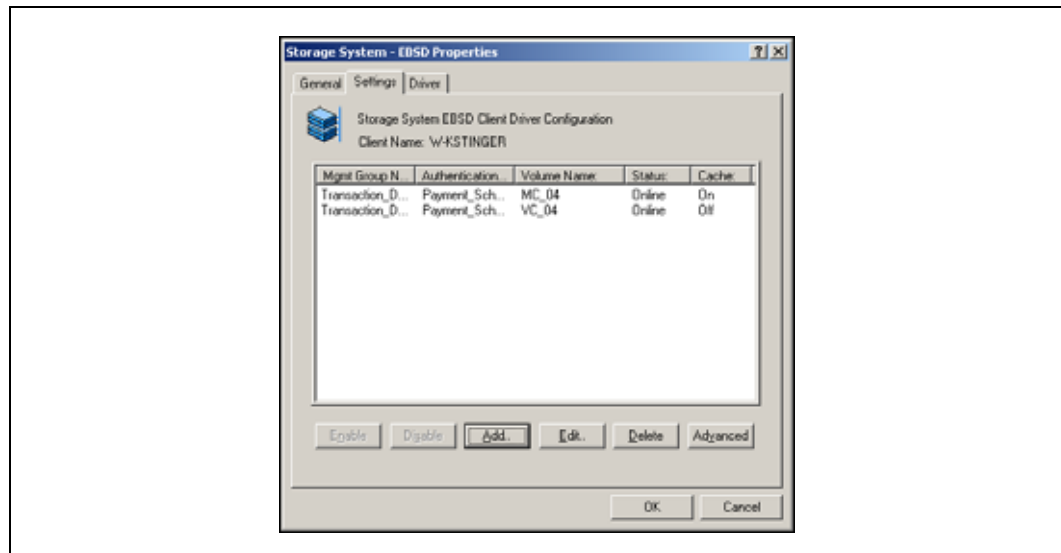 Storage System - EBSD Properties
General Settings Driver
Storage System EBSD Client Driver Configuration
Client Name: W-KSTINGER
Mgmt Group N... Authentication... Volume Name: Status: Cache:
Transaction_D... Payment_Sch... MC_04 Online On
Transaction_D... Payment_Sch... VC_04 Online Off
Enable Disable Add.. Edit.. Delete Advanced
OK Cancel